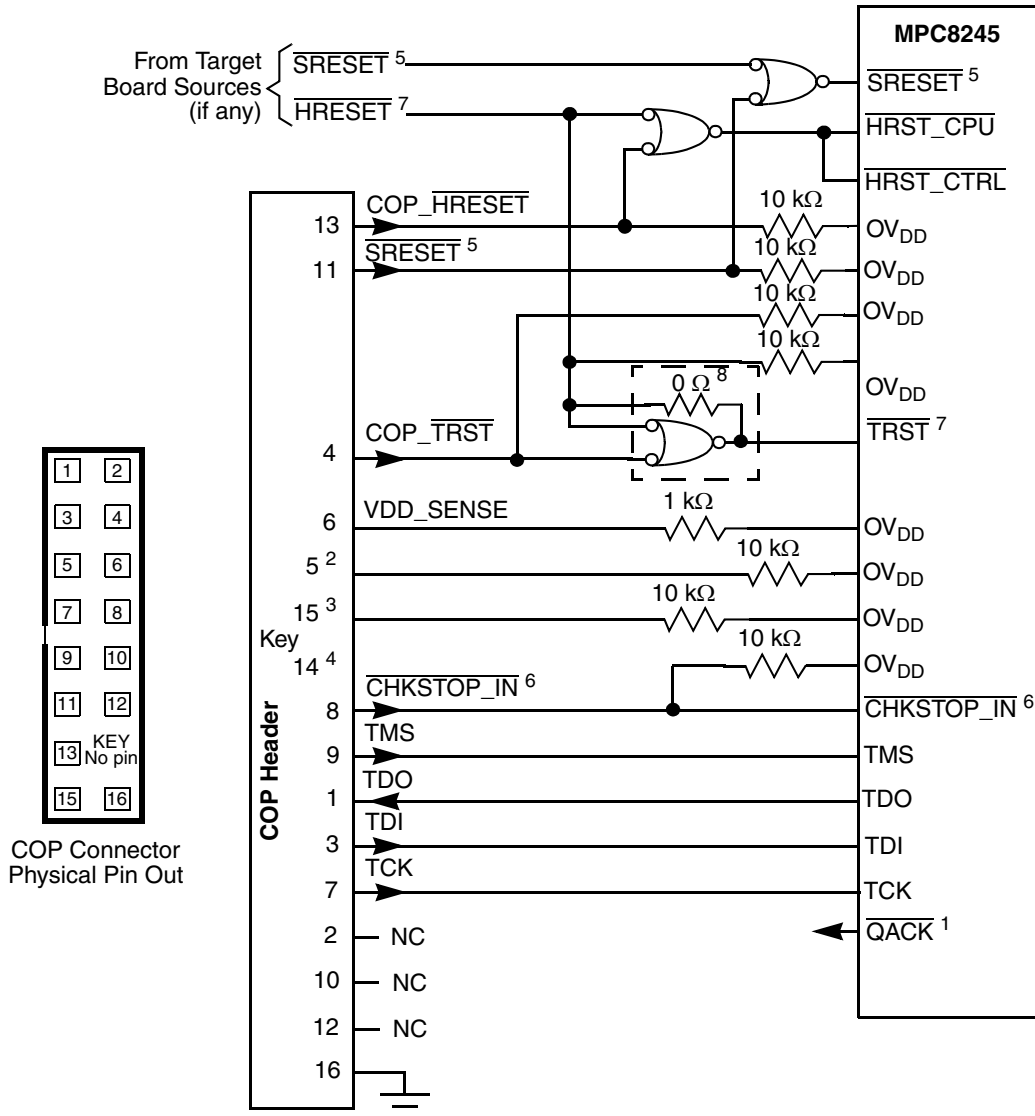 MPC8245
From Target
Board Sources
(if any)
SRESET 5
HRESET 7
SRESET 5
HRST_CPU
HRST_CTRL
13 COP_HRESET 10 kΩ OVDD
11 SRESET 5 10 kΩ OVDD
10 kΩ OVDD
10 kΩ
OVDD
0 Ω 8
4 COP_TRST TRST 7
6 VDD_SENSE 1 kΩ OVDD
5 2 10 kΩ OVDD
15 3 10 kΩ OVDD
Key
14 4 10 kΩ OVDD
8 CHKSTOP_IN 6 CHKSTOP_IN 6
9 TMS TMS
1 TDO TDO
3 TDI TDI
7 TCK TCK
QACK 1
2 NC
10 NC
12 NC
16
COP Header
1 2
3 4
5 6
7 8
9 10
11 12
13 KEY
No pin
15 16
COP Connector
Physical Pin Out